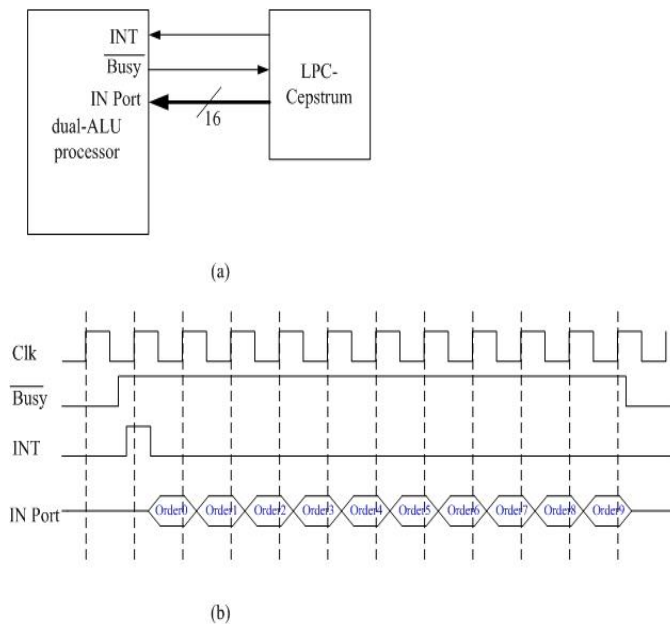 INT
Busy
IN Port
dual-ALU
processor
16
LPC-
Cepstrum
(a)
Clk
Busy
INT
IN Port
Order0 Order1 Order2 Order3 Order4 Order5 Order6 Order7 Order8 Order9
(b)